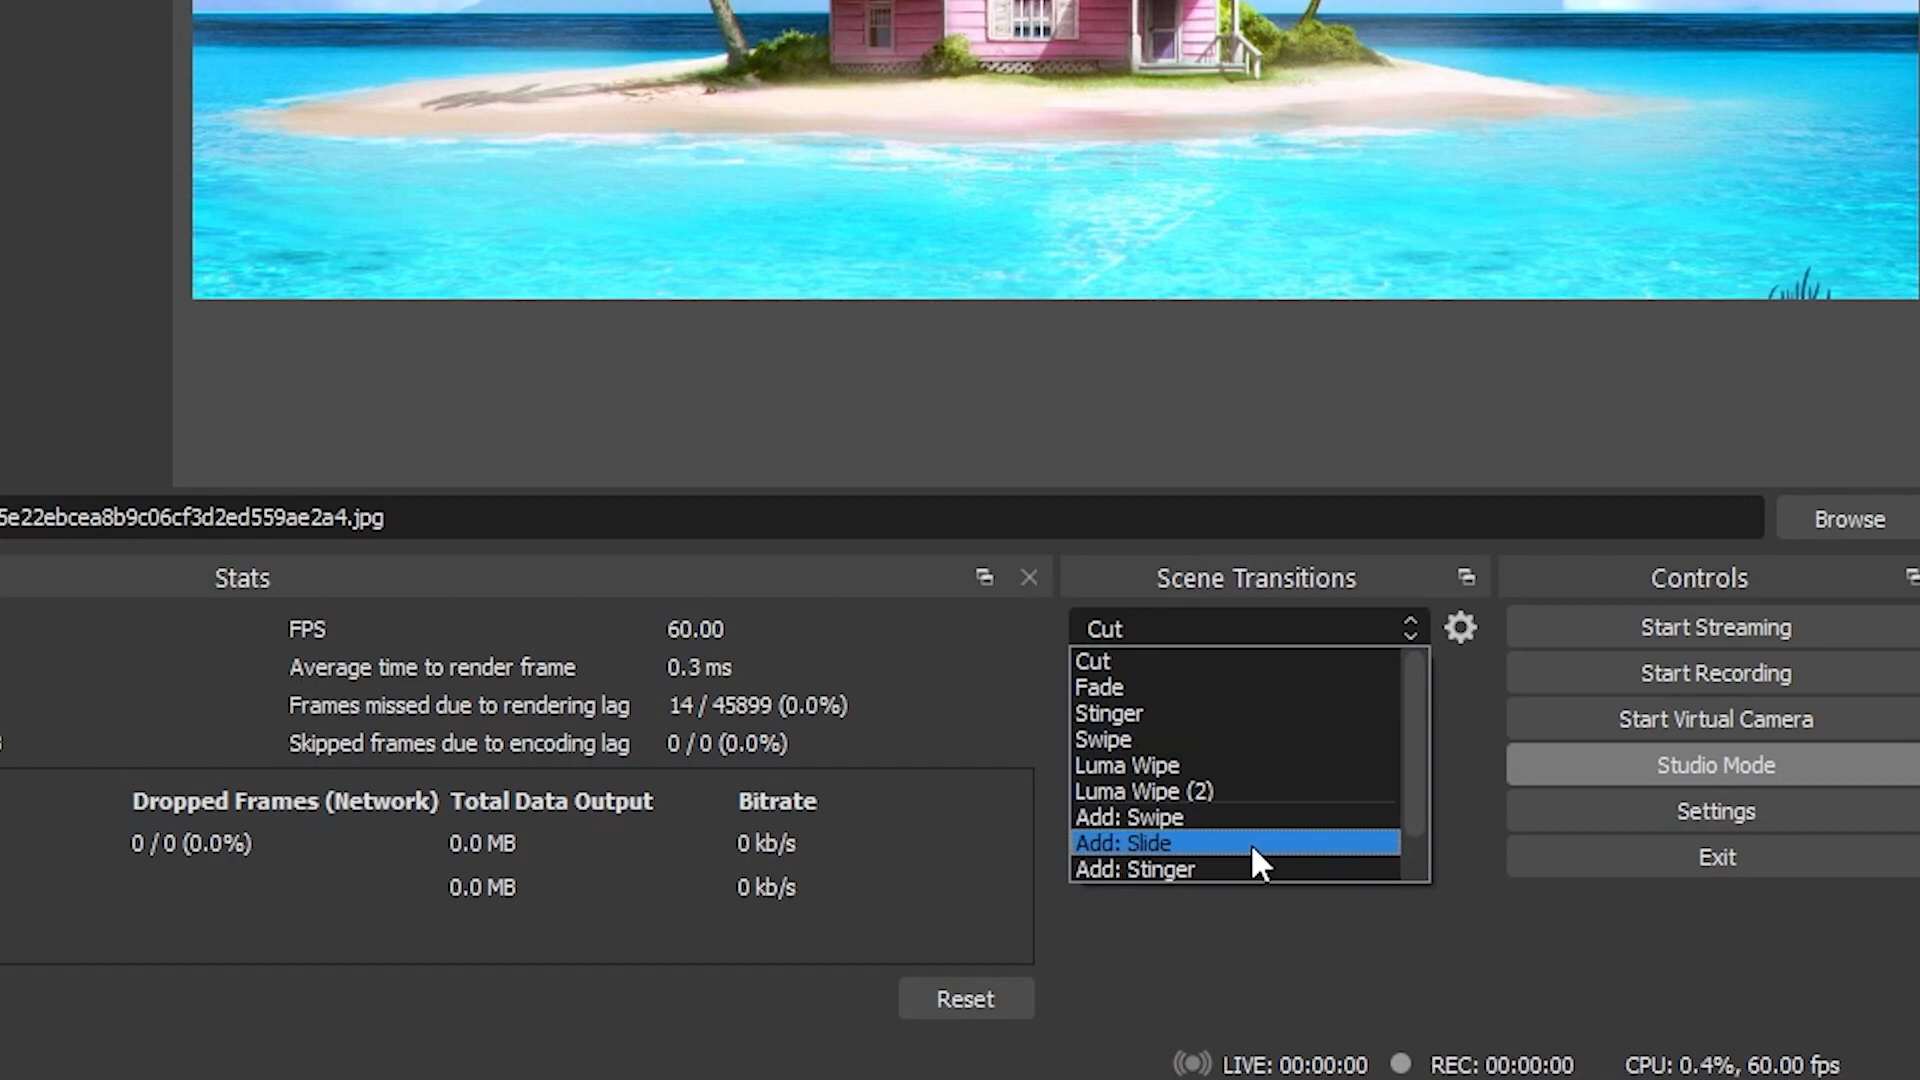 5e22ebcea8b9c06cf3d2ed559ae2a4.jpg
Browse
Stats
FPS 60.00
Average time to render frame 0.3 ms
Frames missed due to rendering lag 14 / 45899 (0.0%)
Skipped frames due to encoding lag 0 / 0 (0.0%)
Dropped Frames (Network) Total Data Output Bitrate
0 / 0 (0.0%) 0.0 MB 0 kb/s
0.0 MB 0 kb/s
Reset
Scene Transitions
Cut
Cut
Fade
Stinger
Swipe
Luma Wipe
Luma Wipe (2)
Add: Swipe
Add: Slide
Add: Stinger
Controls
Start Streaming
Start Recording
Start Virtual Camera
Studio Mode
Settings
Exit
LIVE: 00:00:00 REC: 00:00:00 CPU: 0.4%, 60.00 fps